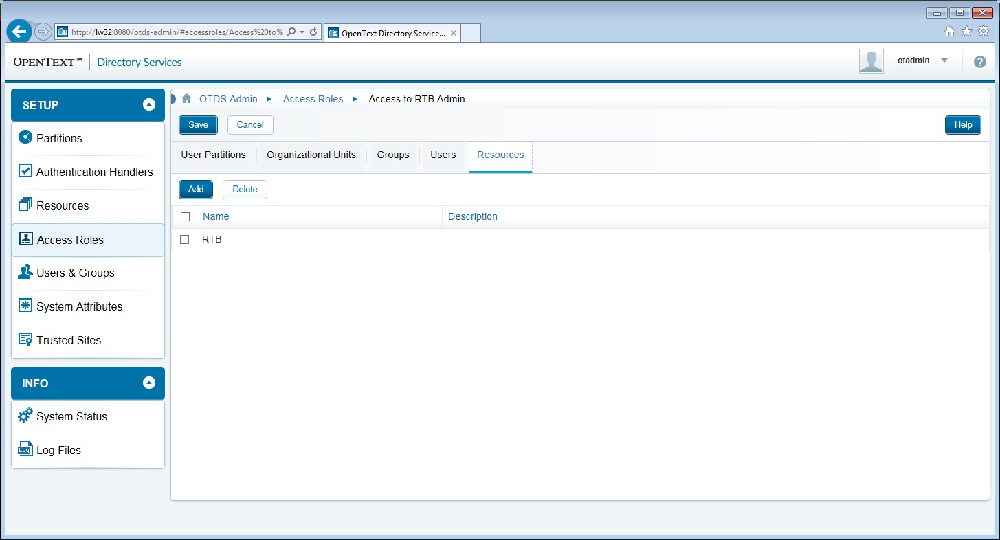 http://lw32:8080/otds-admin/#accessroles/Access%20to%
OpenText Directory Service...
OPENTEXT™ Directory Services
otadmin
SETUP
Partitions
Authentication Handlers
Resources
Access Roles
Users & Groups
System Attributes
Trusted Sites
INFO
System Status
Log
Log Files
OTDS Admin Access Roles Access to RTB Admin
Save Cancel Help
User Partitions Organizational Units Groups Users Resources
Add Delete
Name Description
RTB